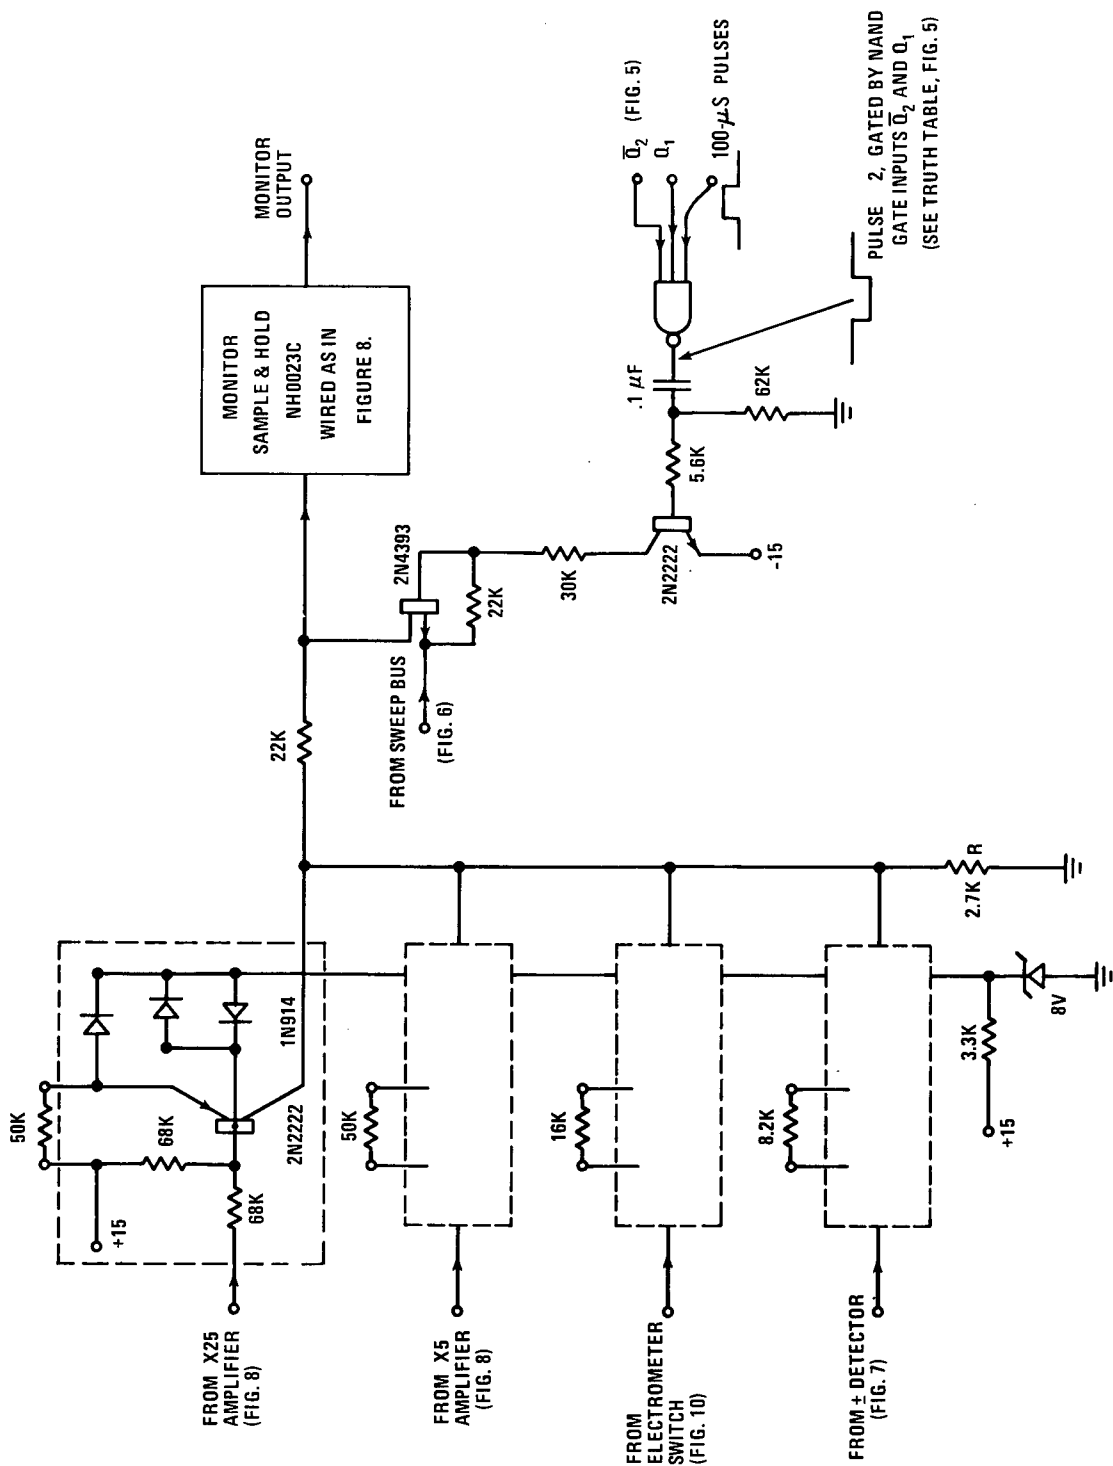 FROM X25
AMPLIFIER
(FIG. 8)
+15
50K
68K
68K
2N2222
1N914
FROM X5
AMPLIFIER
(FIG. 8)
50K
FROM
ELECTROMETER
SWITCH
(FIG. 10)
16K
FROM ± DETECTOR
(FIG. 7)
8.2K
+15
3.3K
8V
2.7K
R
22K
FROM SWEEP BUS
(FIG. 6)
2N4393
22K
30K
2N2222
-15
5.6K
62K
.1 µF
MONITOR
SAMPLE & HOLD
NH0023C
WIRED AS IN
FIGURE 8.
MONITOR
OUTPUT
Q̅2 (FIG. 5)
Q1
100-µS PULSES
PULSE 2, GATED BY NAND
GATE INPUTS Q̅2 AND Q1
(SEE TRUTH TABLE, FIG. 5)